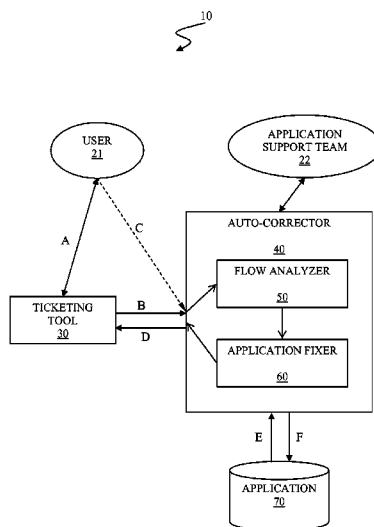 10
USER
21
APPLICATION
SUPPORT TEAM
22
A
C
AUTO-CORRECTOR
40
FLOW ANALYZER
50
TICKETING
TOOL
30
B
D
APPLICATION FIXER
60
E
F
APPLICATION
70